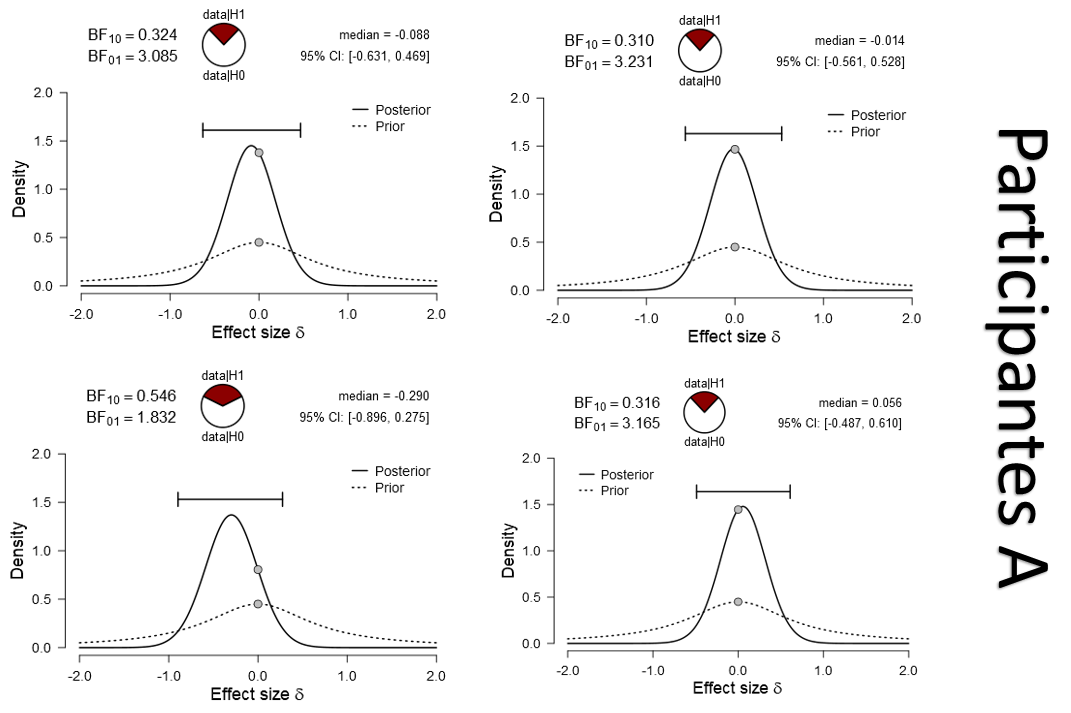 data|H1
BF10 = 0.324
BF01 = 3.085
data|H0
median = -0.088
95% CI: [-0.631, 0.469]
2.0
1.5
1.0
0.5
0.0
Density
Posterior
Prior
-2.0 -1.0 0.0 1.0 2.0
Effect size δ
data|H1
BF10 = 0.310
BF01 = 3.231
data|H0
median = -0.014
95% CI: [-0.561, 0.528]
2.0
1.5
1.0
0.5
0.0
Density
Posterior
Prior
-2.0 -1.0 0.0 1.0 2.0
Effect size δ
data|H1
BF10 = 0.546
BF01 = 1.832
data|H0
median = -0.290
95% CI: [-0.896, 0.275]
2.0
1.5
1.0
0.5
0.0
Density
Posterior
Prior
-2.0 -1.0 0.0 1.0 2.0
Effect size δ
data|H1
BF10 = 0.316
BF01 = 3.165
data|H0
median = 0.056
95% CI: [-0.487, 0.610]
2.0
1.5
1.0
0.5
0.0
Density
Posterior
Prior
-2.0 -1.0 0.0 1.0 2.0
Effect size δ
Participantes A